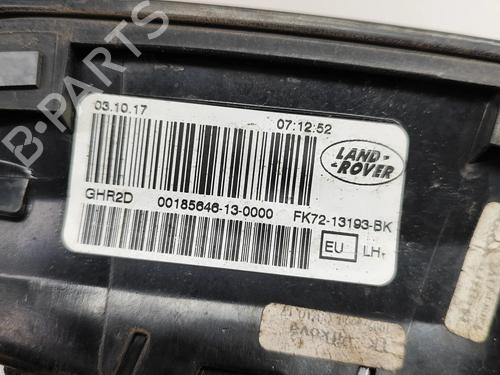 B-PARTS
03.10.17
07:12:52
LAND-
ROVER
GHR2D 00185646-13-0000 FK72-13193-BK
EU LH